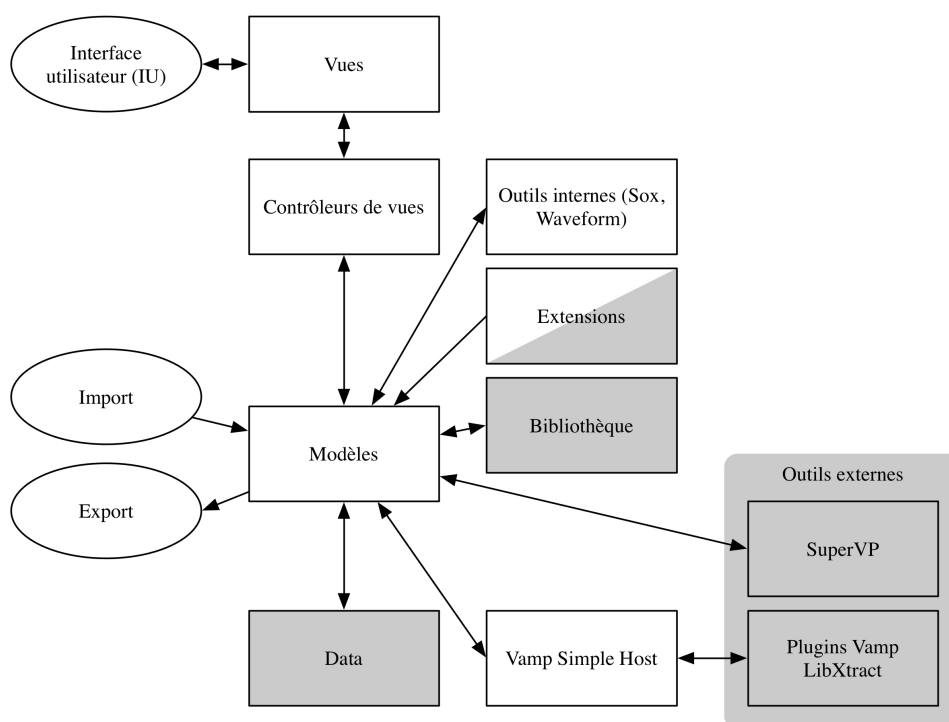 Interface
utilisateur (IU)
Vues
Contrôleurs de vues
Outils internes (Sox,
Waveform)
Extensions
Import
Bibliothèque
Modèles
Outils externes
Export
SuperVP
Data
Vamp Simple Host
Plugins Vamp
LibXtract